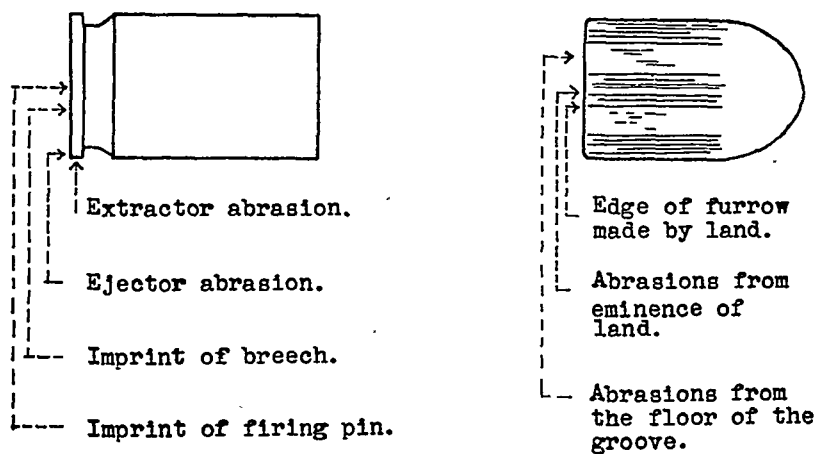 Extractor abrasion.
Ejector abrasion.
Imprint of breech.
Imprint of firing pin.
Edge of furrow
made by land.
Abrasions from
eminence of
land.
Abrasions from
the floor of the
groove.